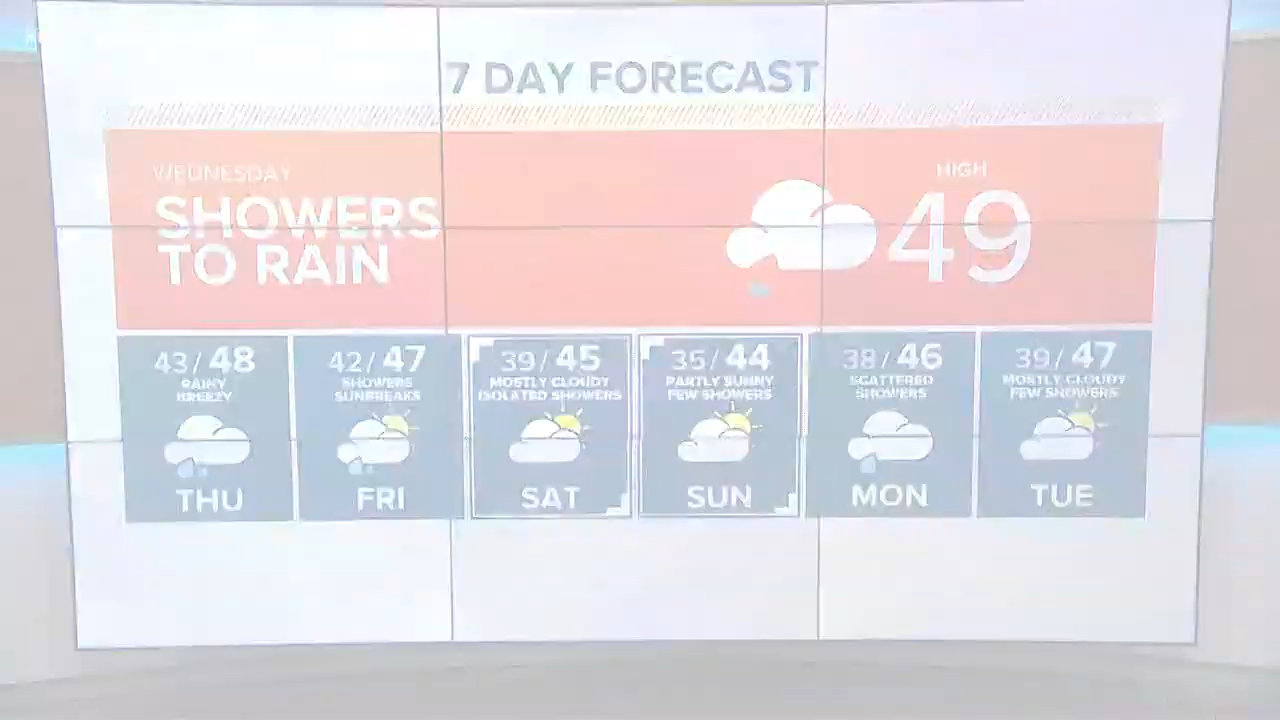 7 DAY FORECAST
WEDNESDAY
SHOWERS
TO RAIN
HIGH
49
43/48
RAINY
BREEZY
THU
42/47
SHOWERS
SUNBREAKS
FRI
39/45
MOSTLY CLOUDY
ISOLATED SHOWERS
SAT
35/44
PARTLY SUNNY
FEW SHOWERS
SUN
38/46
SCATTERED
SHOWERS
MON
39/47
MOSTLY CLOUDY
FEW SHOWERS
TUE